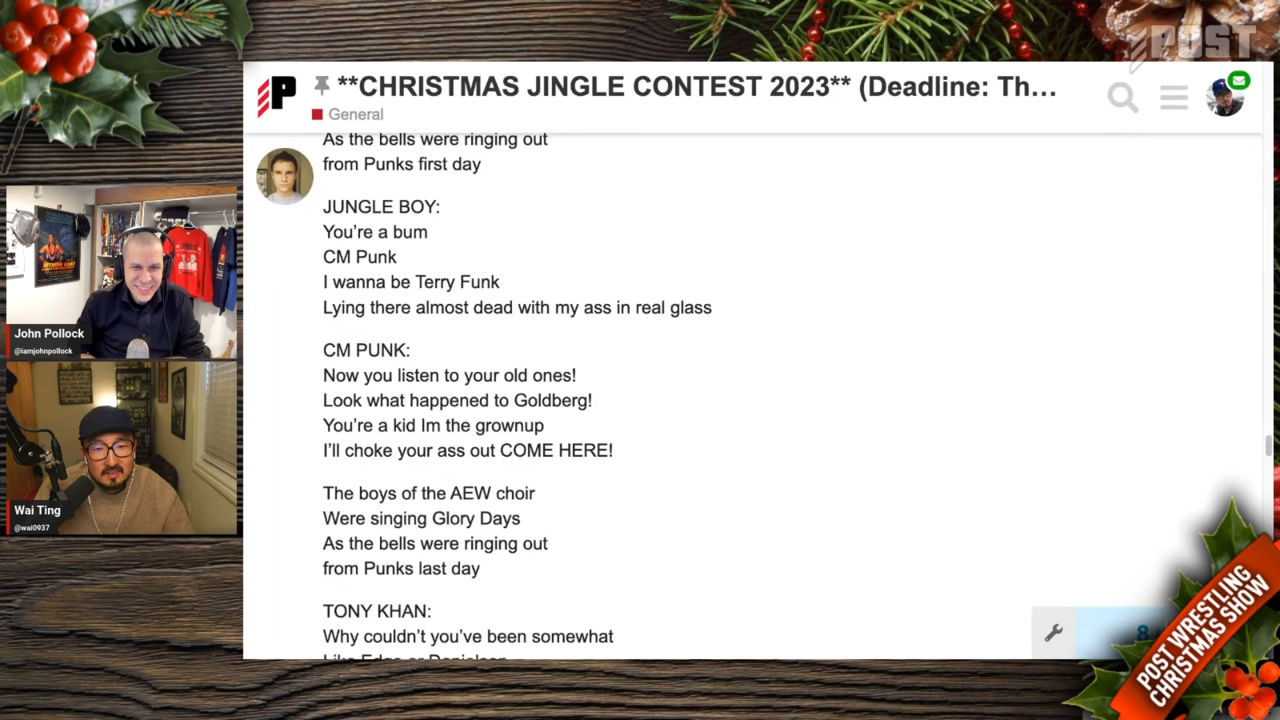 POST
P
**CHRISTMAS JINGLE CONTEST 2023** (Deadline: Th…
General
As the bells were ringing out
from Punks first day
JUNGLE BOY:
You’re a bum
CM Punk
I wanna be Terry Funk
Lying there almost dead with my ass in real glass
CM PUNK:
Now you listen to your old ones!
Look what happened to Goldberg!
You’re a kid Im the grownup
I’ll choke your ass out COME HERE!
The boys of the AEW choir
Were singing Glory Days
As the bells were ringing out
from Punks last day
TONY KHAN:
Why couldn’t you’ve been somewhat
Like Edge or Danielson
John Pollock
@iamjohnpollock
Wai Ting
@wai0937
8
POST WRESTLING
CHRISTMAS SHOW